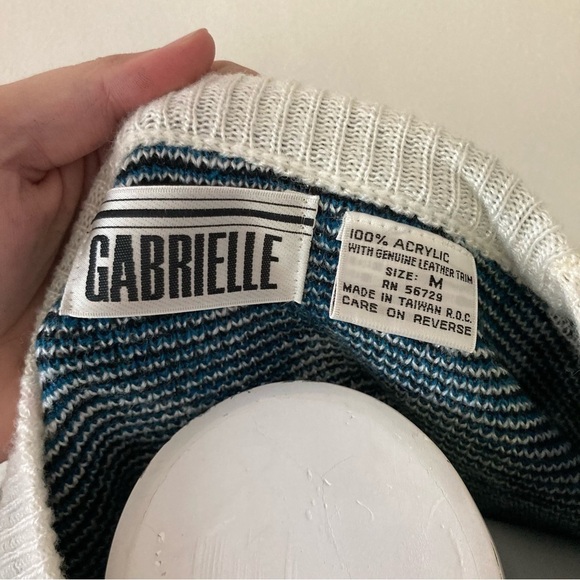 GABRIELLE
100% ACRYLIC
WITH GENUINE LEATHER TRIM
SIZE: M
RN 56729
MADE IN TAIWAN R.O.C.
CARE ON REVERSE